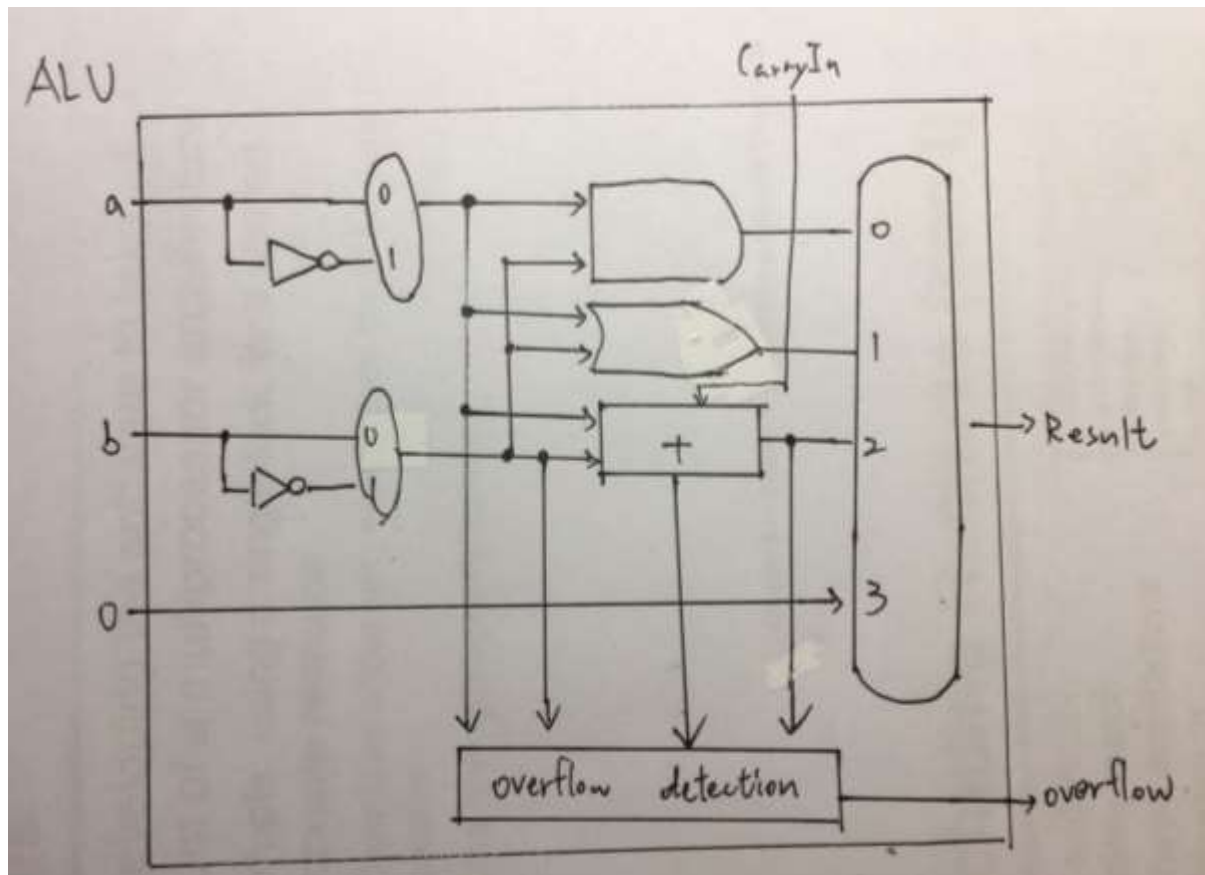 ALU
CarryIn
a
0
1
0
1
b
0
1
+
2
Result
0
3
overflow detection
overflow